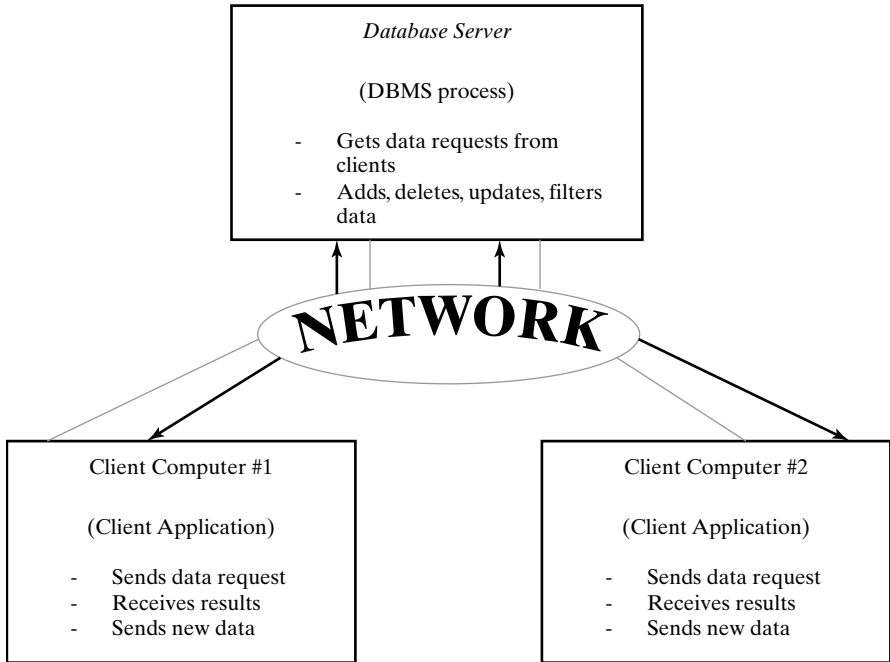 Database Server
(DBMS process)
- Gets data requests from
clients
- Adds, deletes, updates, filters
data
NETWORK
Client Computer #1
(Client Application)
- Sends data request
- Receives results
- Sends new data
Client Computer #2
(Client Application)
- Sends data request
- Receives results
- Sends new data